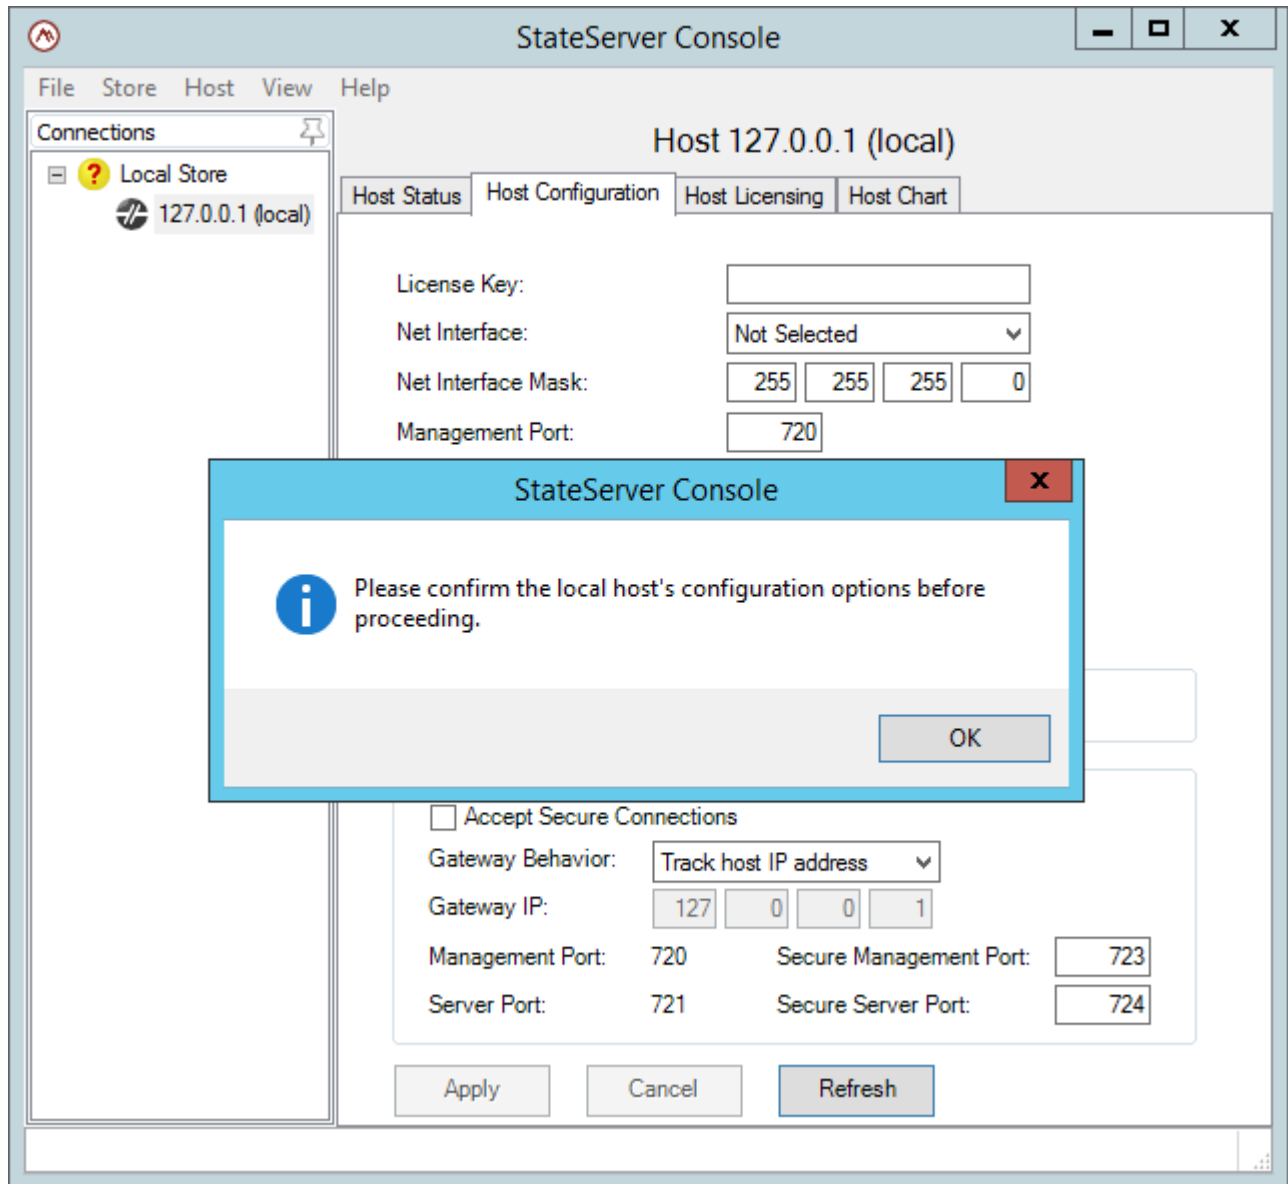 StateServer Console
File Store Host View Help
Connections
Local Store
127.0.0.1 (local)
Host 127.0.0.1 (local)
Host Status Host Configuration Host Licensing Host Chart
License Key:
Net Interface: Not Selected
Net Interface Mask: 255 255 255 0
Management Port: 720
StateServer Console
Please confirm the local host's configuration options before
proceeding.
OK
Accept Secure Connections
Gateway Behavior: Track host IP address
Gateway IP: 127 0 0 1
Management Port: 720 Secure Management Port: 723
Server Port: 721 Secure Server Port: 724
Apply Cancel Refresh